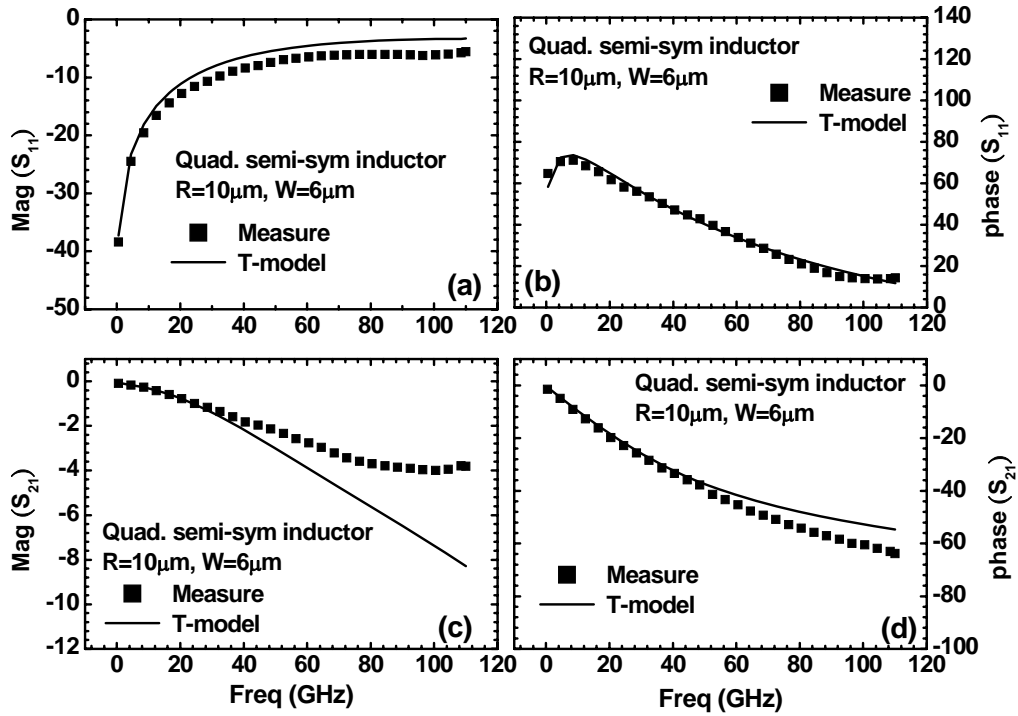 0
-10
-20
-30
-40
-50
Mag (S11)
Quad. semi-sym inductor
R=10μm, W=6μm
Measure
T-model
(a)
0 20 40 60 80 100 120
140
120
100
80
60
40
20
0
phase (S11)
Quad. semi-sym inductor
R=10μm, W=6μm
Measure
T-model
(b)
0 20 40 60 80 100 120
0
-2
-4
-6
-8
-10
-12
Mag (S21)
Quad. semi-sym inductor
R=10μm, W=6μm
Measure
T-model
(c)
0 20 40 60 80 100 120
Freq (GHz)
0
-20
-40
-60
-80
-100
phase (S21)
Quad. semi-sym inductor
R=10μm, W=6μm
Measure
T-model
(d)
0 20 40 60 80 100 120
Freq (GHz)